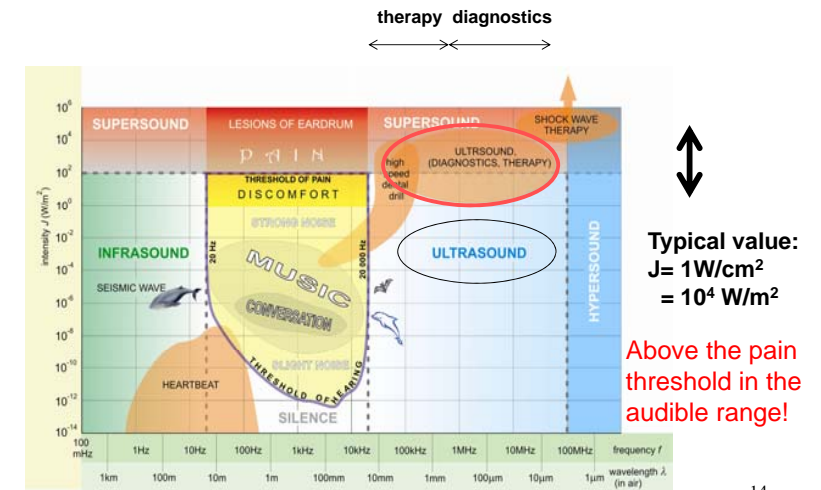 therapy diagnostics
10⁶
10⁴
10²
10⁰
10⁻²
10⁻⁴
10⁻⁶
10⁻⁸
10⁻¹⁰
10⁻¹²
10⁻¹⁴
intensity J (W/m²)
SUPERSOUND
LESIONS OF EARDRUM
SUPERSOUND
SHOCK WAVE
THERAPY
PAIN
ULTRSOUND,
(DIAGNOSTICS, THERAPY)
high
speed
dental
drill
THRESHOLD OF PAIN
DISCOMFORT
STRONG NOISE
20 Hz
20 000 Hz
INFRASOUND
MUSIC
ULTRASOUND
HYPERSOUND
SEISMIC WAVE
CONVERSATION
SLIGHT NOISE
THRESHOLD OF HEARING
HEARTBEAT
SILENCE
Typical value:
J= 1W/cm²
= 10⁴ W/m²
Above the pain
threshold in the
audible range!
100
mHz
1Hz 10Hz 100Hz 1kHz 10kHz 100kHz 1MHz 10MHz 100MHz frequency f
1km 100m 10m 1m 100mm 10mm 1mm 100µm 10µm 1µm wavelength λ
(in air)